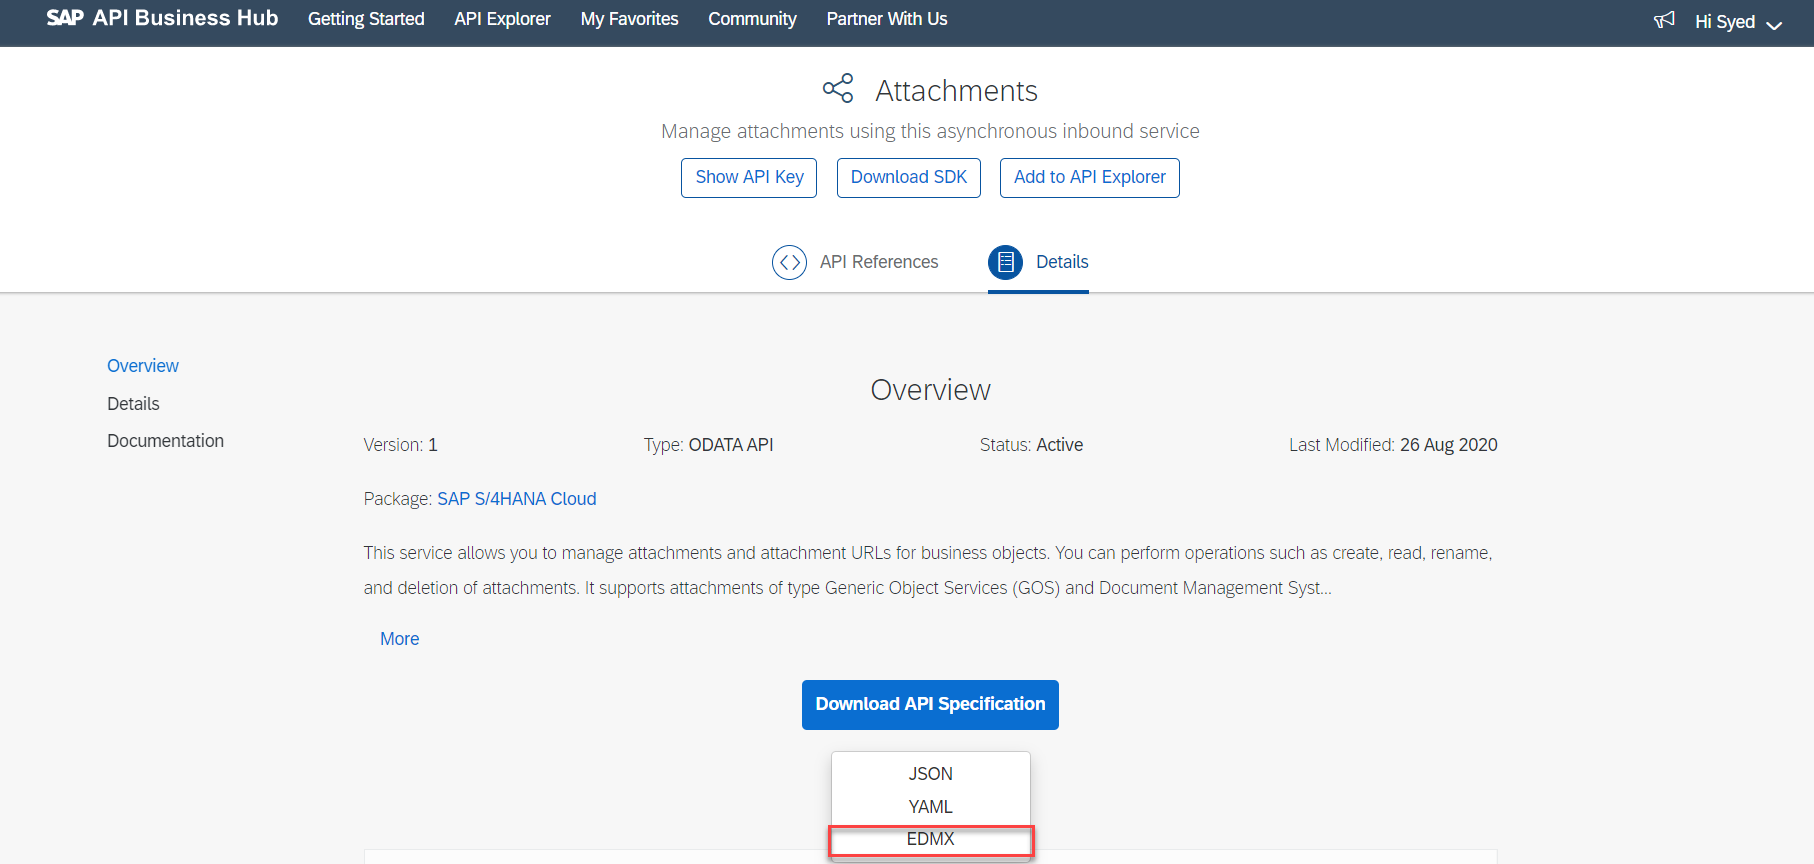 SAP API Business Hub Getting Started API Explorer My Favorites Community Partner With Us Hi Syed
Attachments
Manage attachments using this asynchronous inbound service
Show API Key Download SDK Add to API Explorer
API References Details
Overview
Details
Documentation
Overview
Version: 1 Type: ODATA API Status: Active Last Modified: 26 Aug 2020
Package: SAP S/4HANA Cloud
This service allows you to manage attachments and attachment URLs for business objects. You can perform operations such as create, read, rename,
and deletion of attachments. It supports attachments of type Generic Object Services (GOS) and Document Management Syst...
More
Download API Specification
JSON
YAML
EDMX